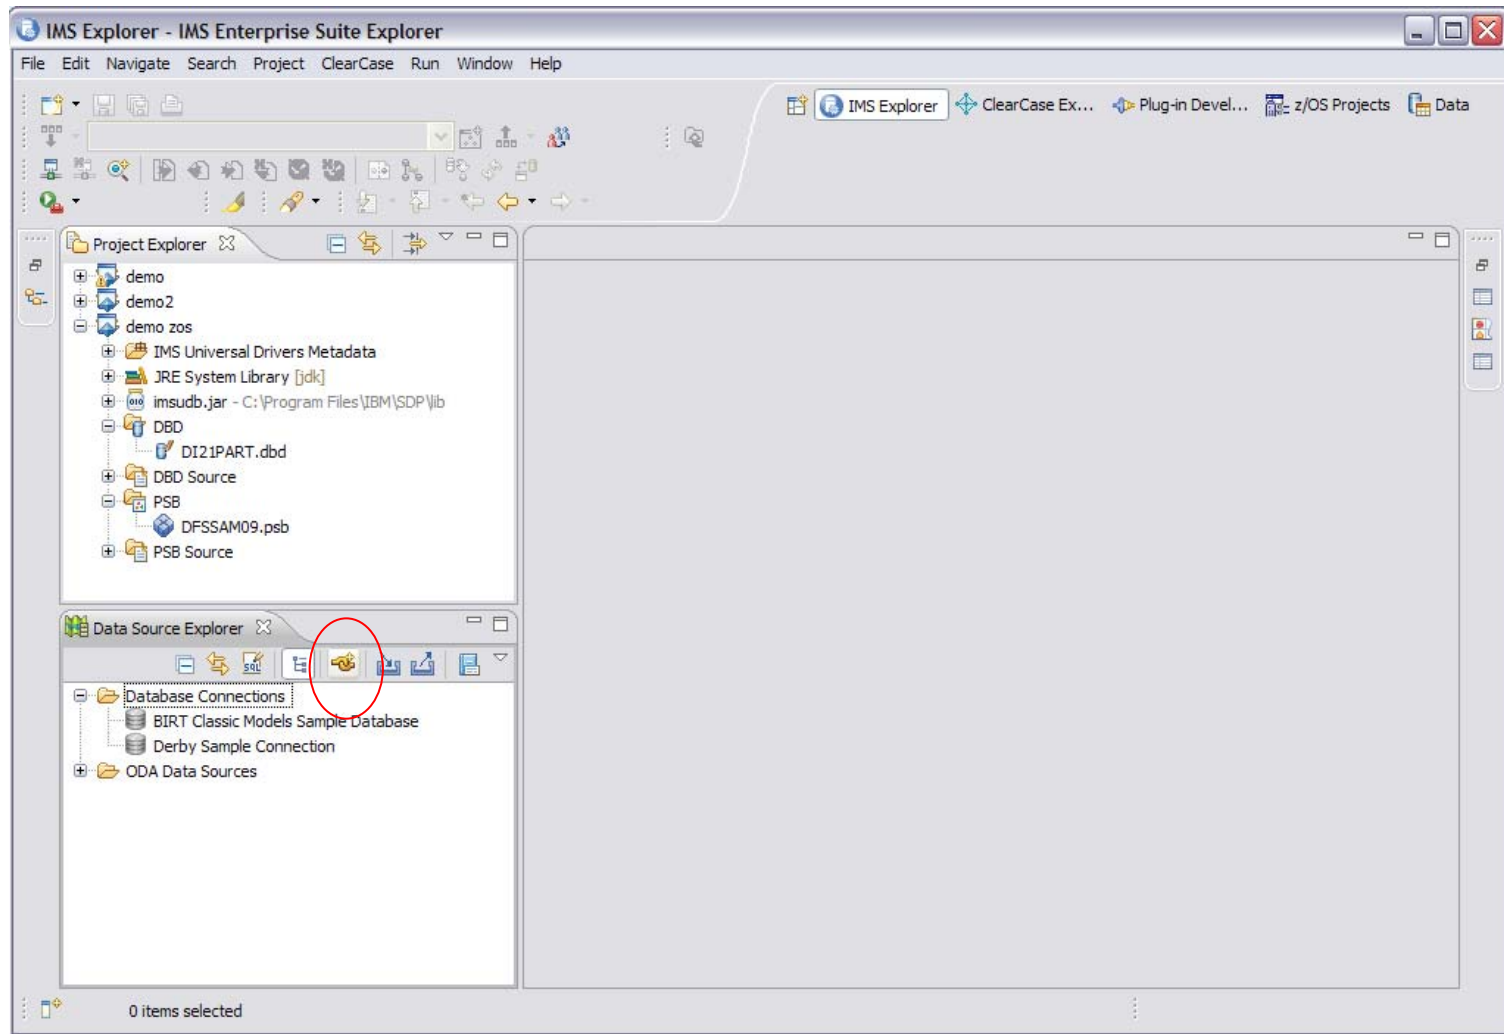 IMS Explorer - IMS Enterprise Suite Explorer
File Edit Navigate Search Project ClearCase Run Window Help
IMS Explorer ClearCase Ex... Plug-in Devel... z/OS Projects Data
Project Explorer
demo
demo2
demo zos
IMS Universal Drivers Metadata
JRE System Library [jdk]
imsudb.jar - C:\Program Files\IBM\SDP\lib
DBD
DI21PART.dbd
DBD Source
PSB
DFSSAM09.psb
PSB Source
Data Source Explorer
SQL
Database Connections
BIRT Classic Models Sample Database
Derby Sample Connection
ODA Data Sources
0 items selected